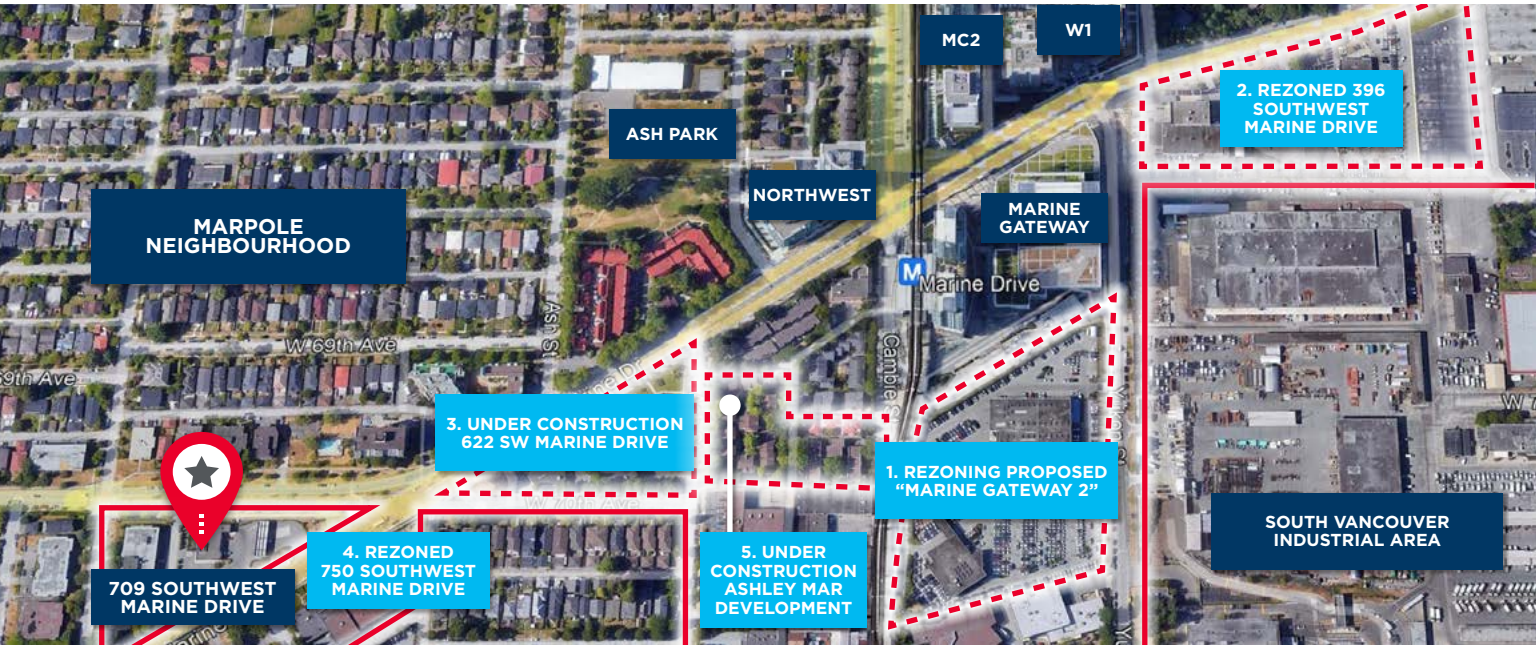 MC2
W1
2. REZONED 396
SOUTHWEST
MARINE DRIVE
ASH PARK
NORTHWEST
MARINE
GATEWAY
MARPOLE
NEIGHBOURHOOD
M
Marine Drive
Ash St
W 69th Ave
69th Ave
Cambie
3. UNDER CONSTRUCTION
622 SW MARINE DRIVE
1. REZONING PROPOSED
“MARINE GATEWAY 2”
W 70th Ave
SOUTH VANCOUVER
INDUSTRIAL AREA
4. REZONED
750 SOUTHWEST
MARINE DRIVE
5. UNDER
CONSTRUCTION
ASHLEY MAR
DEVELOPMENT
709 SOUTHWEST
MARINE DRIVE